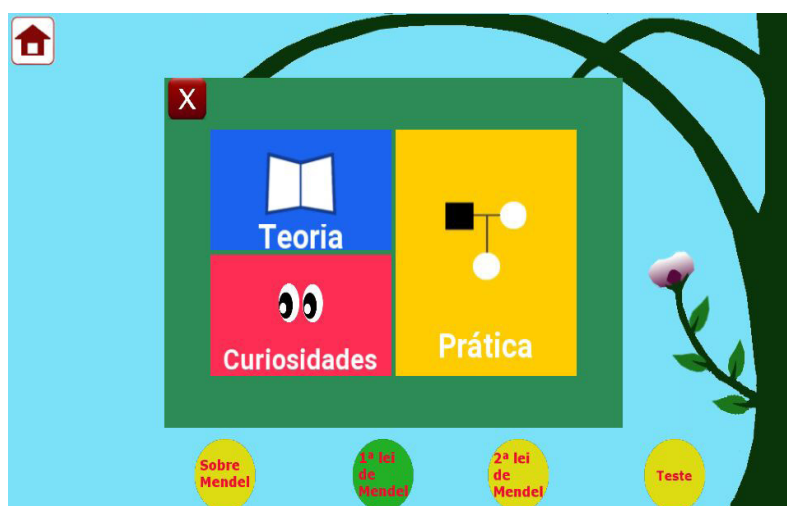 X
Teoria
Curiosidades
Prática
Sobre
Mendel
1ª lei
de
Mendel
2ª lei
de
Mendel
Teste